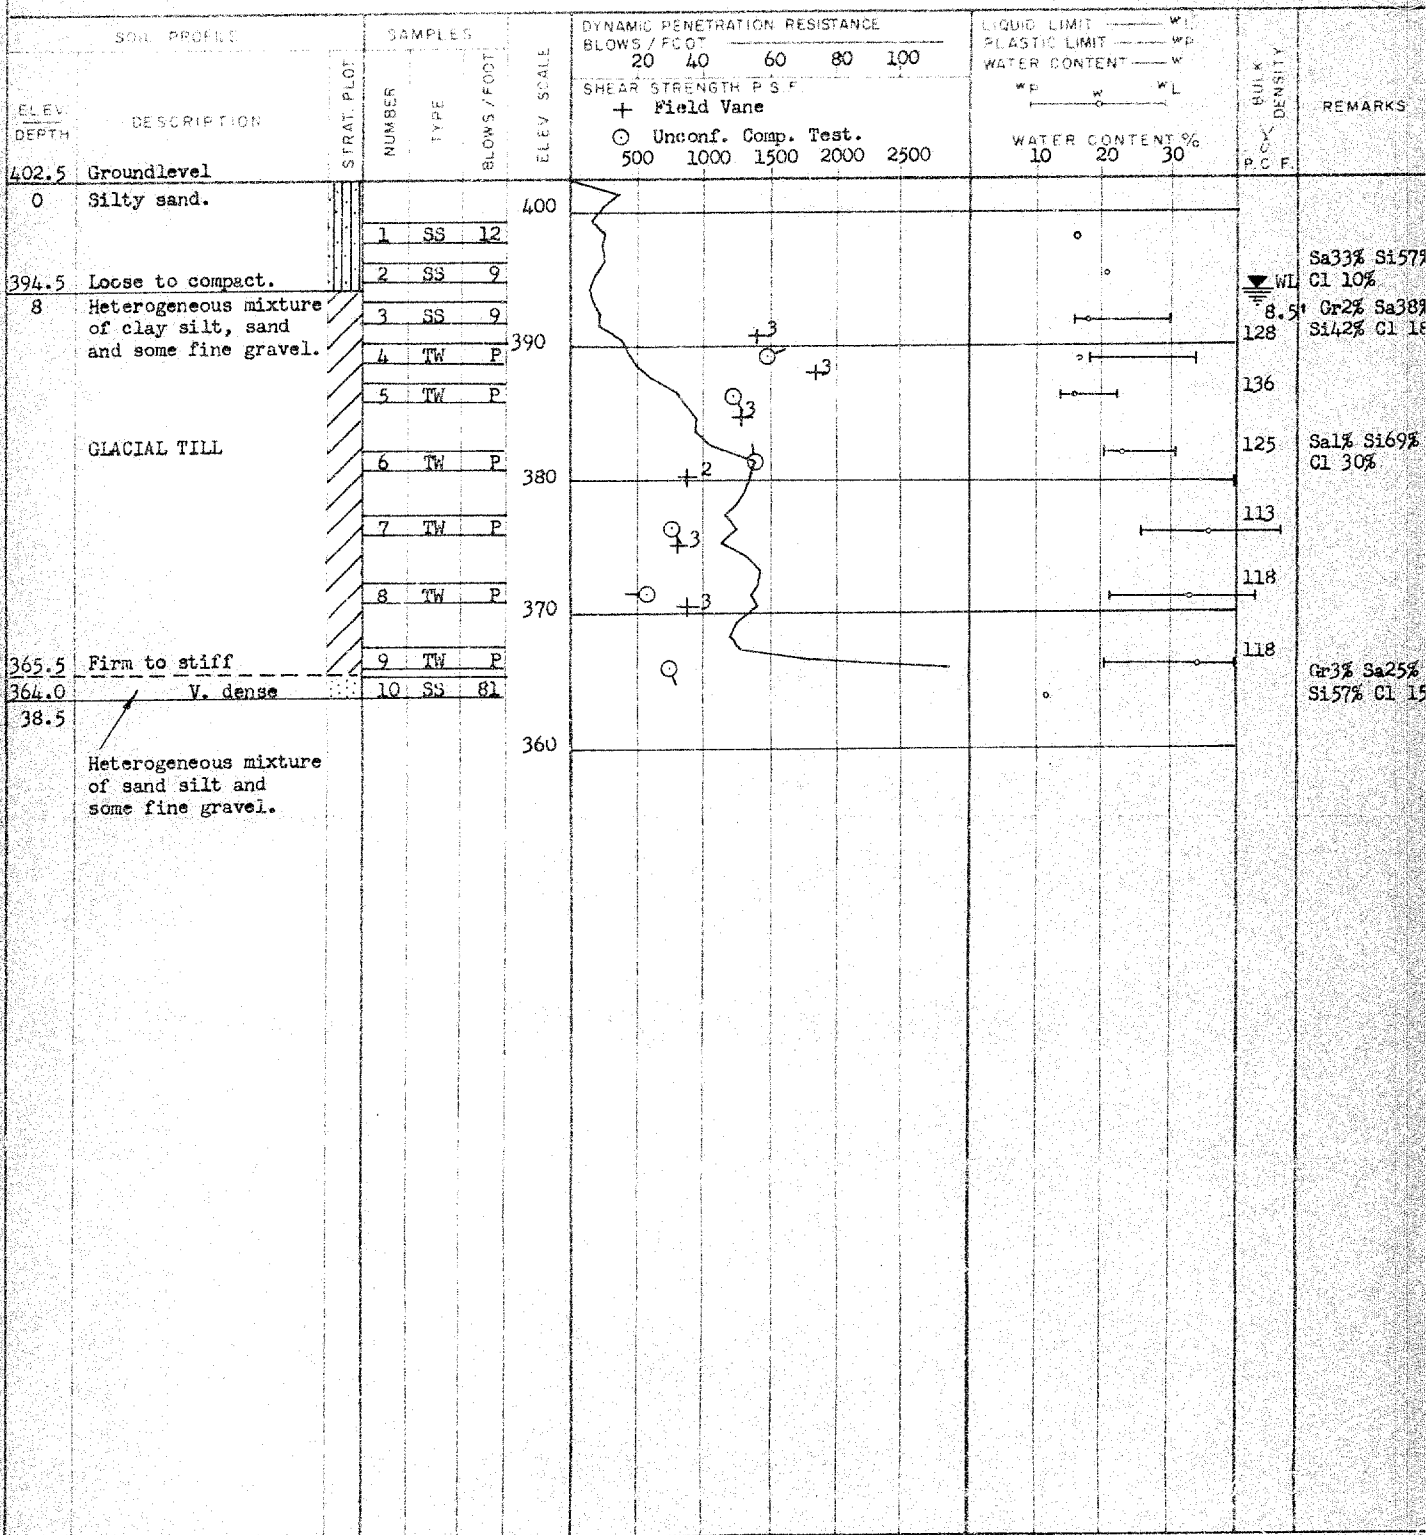 SOIL PROFILE
SAMPLES
ELEV SCALE
DYNAMIC PENETRATION RESISTANCE
BLOWS / FOOT
20 40 60 80 100
SHEAR STRENGTH P.S.F.
+ Field Vane
⊙ Unconf. Comp. Test.
500 1000 1500 2000 2500
LIQUID LIMIT —— WL
PLASTIC LIMIT —— WP
WATER CONTENT —— W
WP W WL
WATER CONTENT %
10 20 30
BULK DENSITY
P.C.F.
REMARKS
ELEV.
DEPTH
DESCRIPTION
STRAT. PLOT
NUMBER
TYPE
BLOWS / FOOT
402.5 Groundlevel
0 Silty sand.
400
1 SS 12
394.5 Loose to compact.
2 SS 9
Sa33% Si57%
Cl 10%
WL
8.5'
8 Heterogeneous mixture
of clay silt, sand
and some fine gravel.
3 SS 9
Gr2% Sa38%
Si42% Cl 18
128
390
3
4 TW P
3
5 TW P
136
3
GLACIAL TILL
125
Sa1% Si69%
Cl 30%
6 TW P
380
2
113
7 TW P
3
118
8 TW P
3
370
118
365.5 Firm to stiff
9 TW P
Gr3% Sa25%
Si57% Cl 15
364.0 V. dense
10 SS 81
38.5
360
Heterogeneous mixture
of sand silt and
some fine gravel.